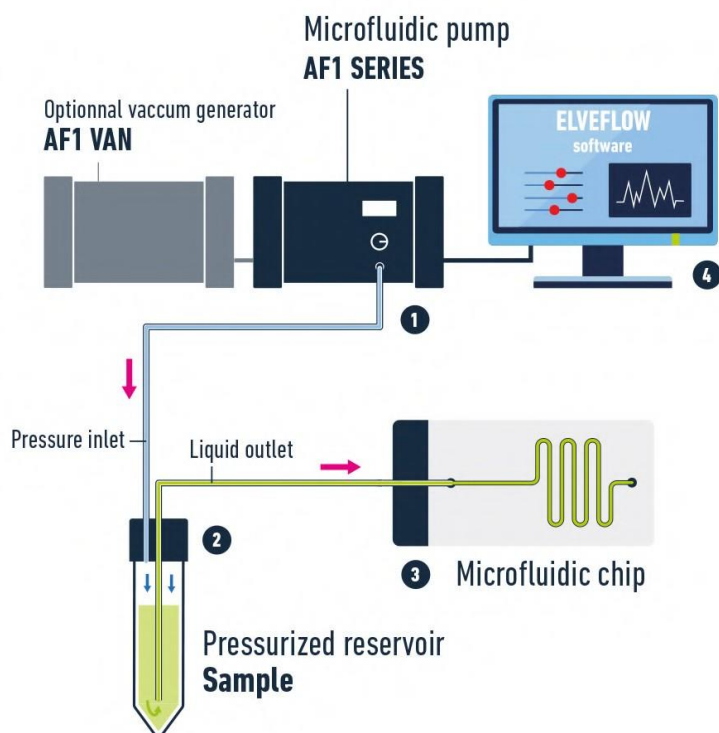 Microfluidic pump
AF1 SERIES
Optionnal vaccum generator
AF1 VAN
ELVEFLOW
software
4
1
Pressure inlet
Liquid outlet
2
3
Microfluidic chip
Pressurized reservoir
Sample